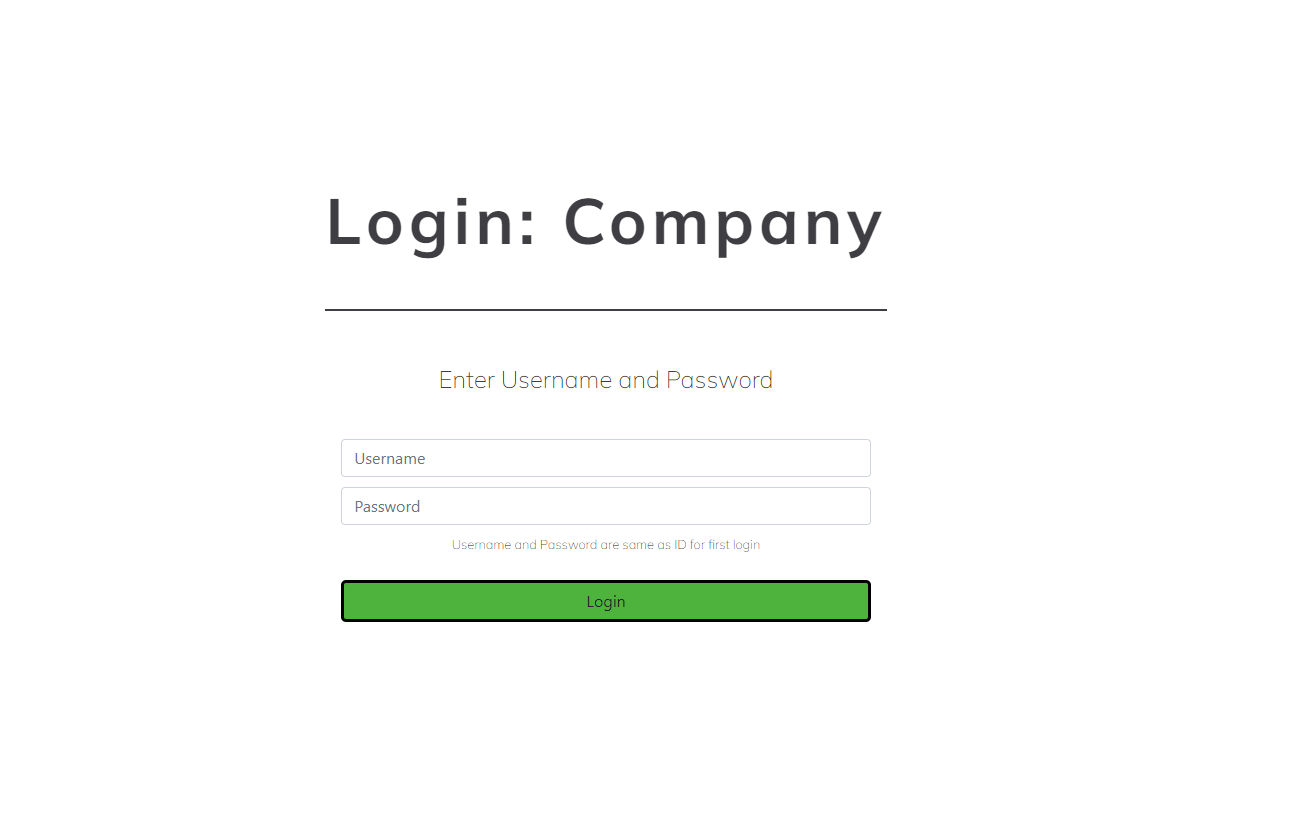 Login: Company
Enter Username and Password
Username
Password
Username and Password are same as ID for first login
Login